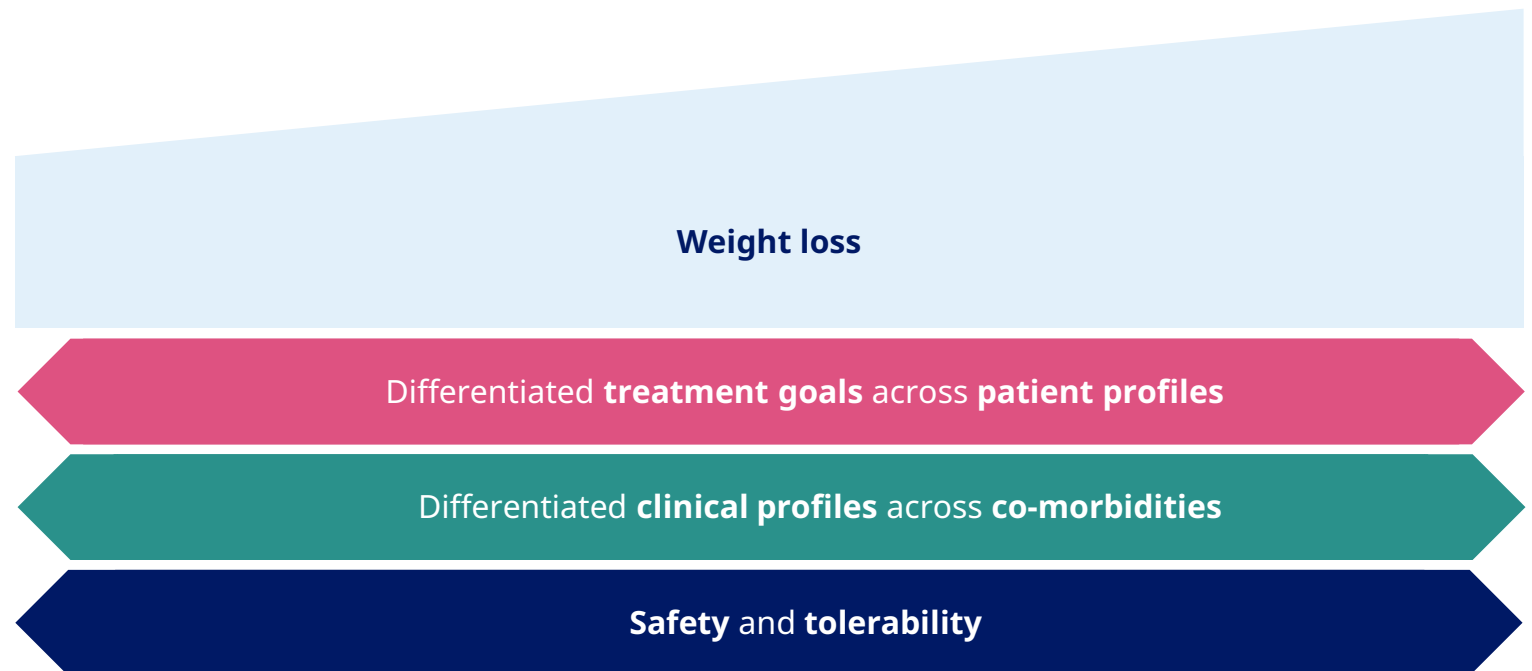 Weight loss
Differentiated treatment goals across patient profiles
Differentiated clinical profiles across co-morbidities
Safety and tolerability